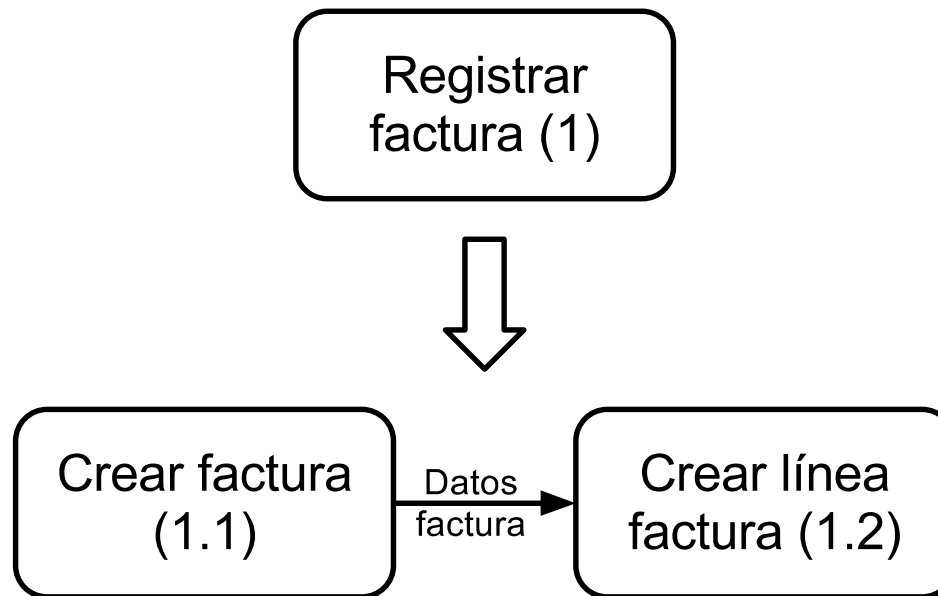 Registrar
factura (1)
Crear factura
(1.1)
Datos
factura
Crear línea
factura (1.2)